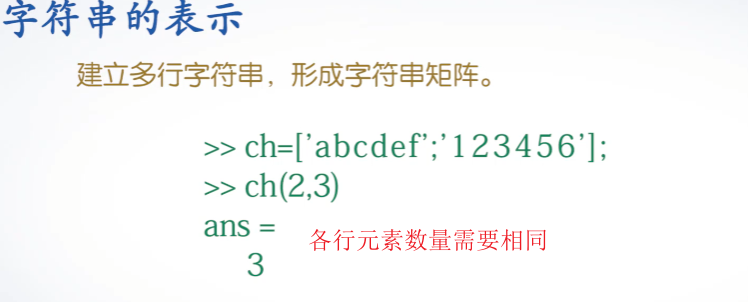 字符串的表示
建立多行字符串，形成字符串矩阵。
>> ch=['abcdef';'123456'];
>> ch(2,3)
ans =
3
各行元素数量需要相同